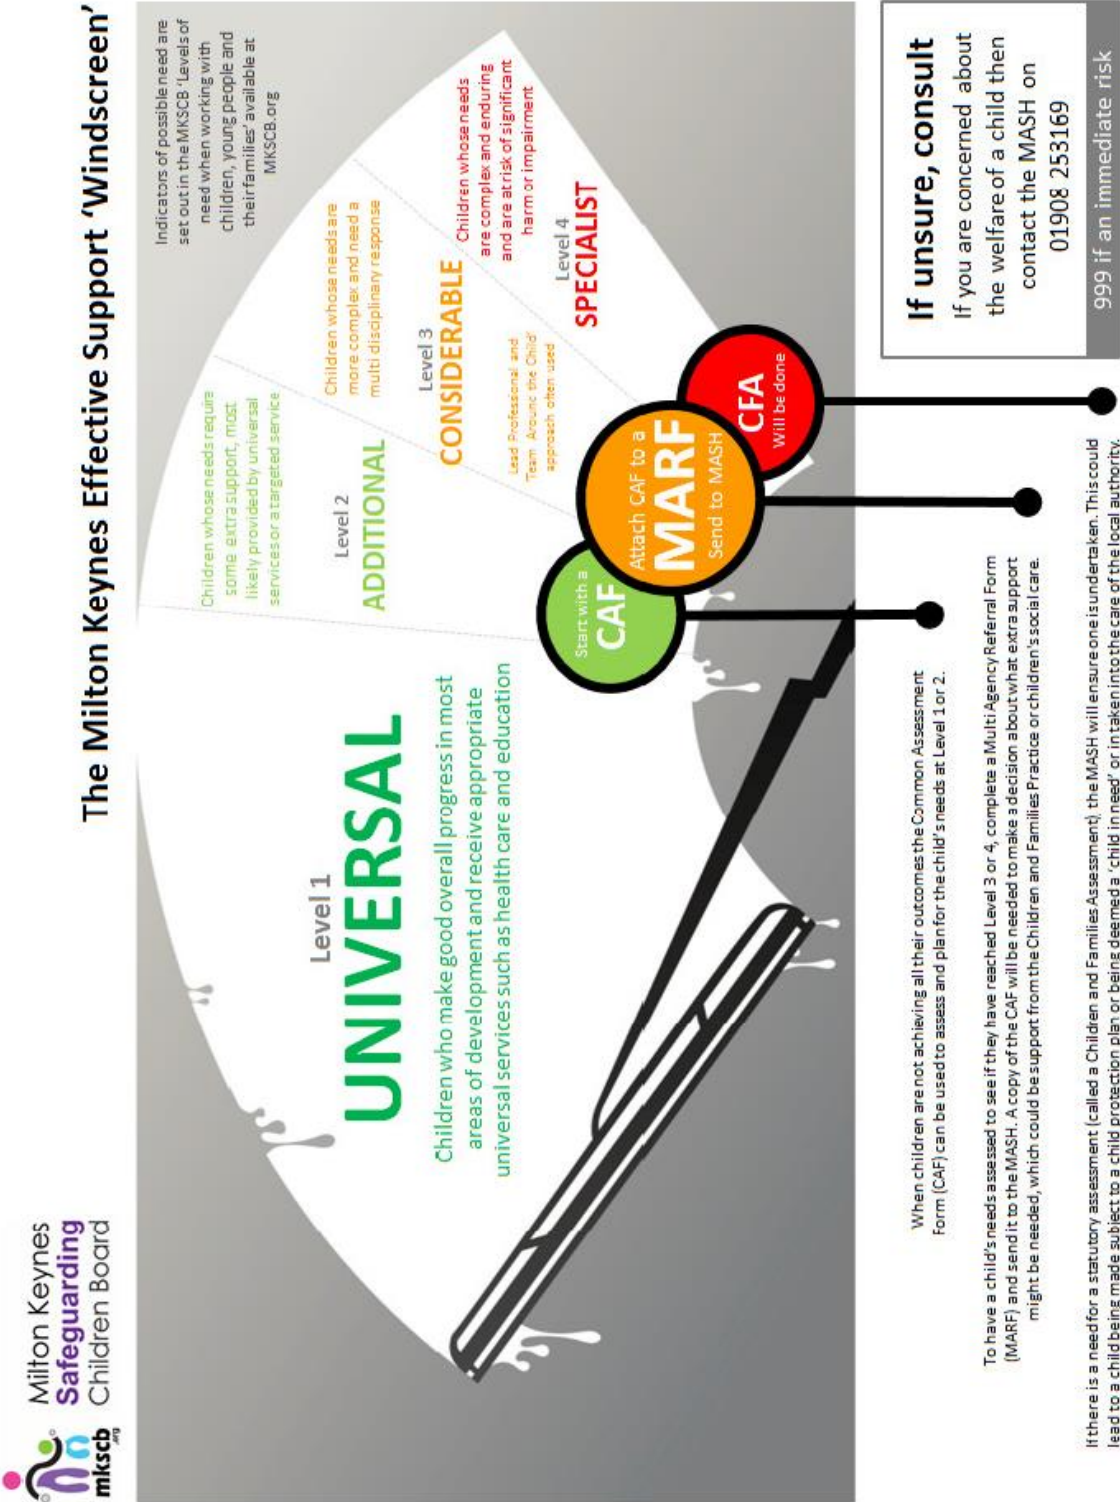 mkscb
.org
Milton Keynes
Safeguarding
Children Board
The Milton Keynes Effective Support ‘Windscreen’
Indicators of possible need are
set out in the MKSCB ‘Levels of
need when working with
children, young people and
their families’ available at
MKSCB.org
Level 1
UNIVERSAL
Children who make good overall progress in most
areas of development and receive appropriate
universal services such as health care and education
Children whose needs require
some extra support, most
likely provided by universal
services or a targeted service
Level 2
ADDITIONAL
Children whose needs are
more complex and need a
multi disciplinary response
Level 3
CONSIDERABLE
Lead Professional and
‘Team Around the Child’
approach often used
Children whose needs
are complex and enduring
and are at risk of significant
harm or impairment
Level 4
SPECIALIST
Start with a
CAF
Attach CAF to a
MARF
Send to MASH
CFA
Will be done
When children are not achieving all their outcomes the Common Assessment
Form (CAF) can be used to assess and plan for the child’s needs at Level 1 or 2.
To have a child’s needs assessed to see if they have reached Level 3 or 4, complete a Multi Agency Referral Form
(MARF) and send it to the MASH. A copy of the CAF will be needed to make a decision about what extra support
might be needed, which could be support from the Children and Families Practice or children’s social care.
If there is a need for a statutory assessment (called a Children and Families Assessment) the MASH will ensure one is undertaken. This could
lead to a child being made subject to a child protection plan or being deemed a ‘child in need’ or in taken into the care of the local authority.
If unsure, consult
If you are concerned about
the welfare of a child then
contact the MASH on
01908 253169
999 if an immediate risk